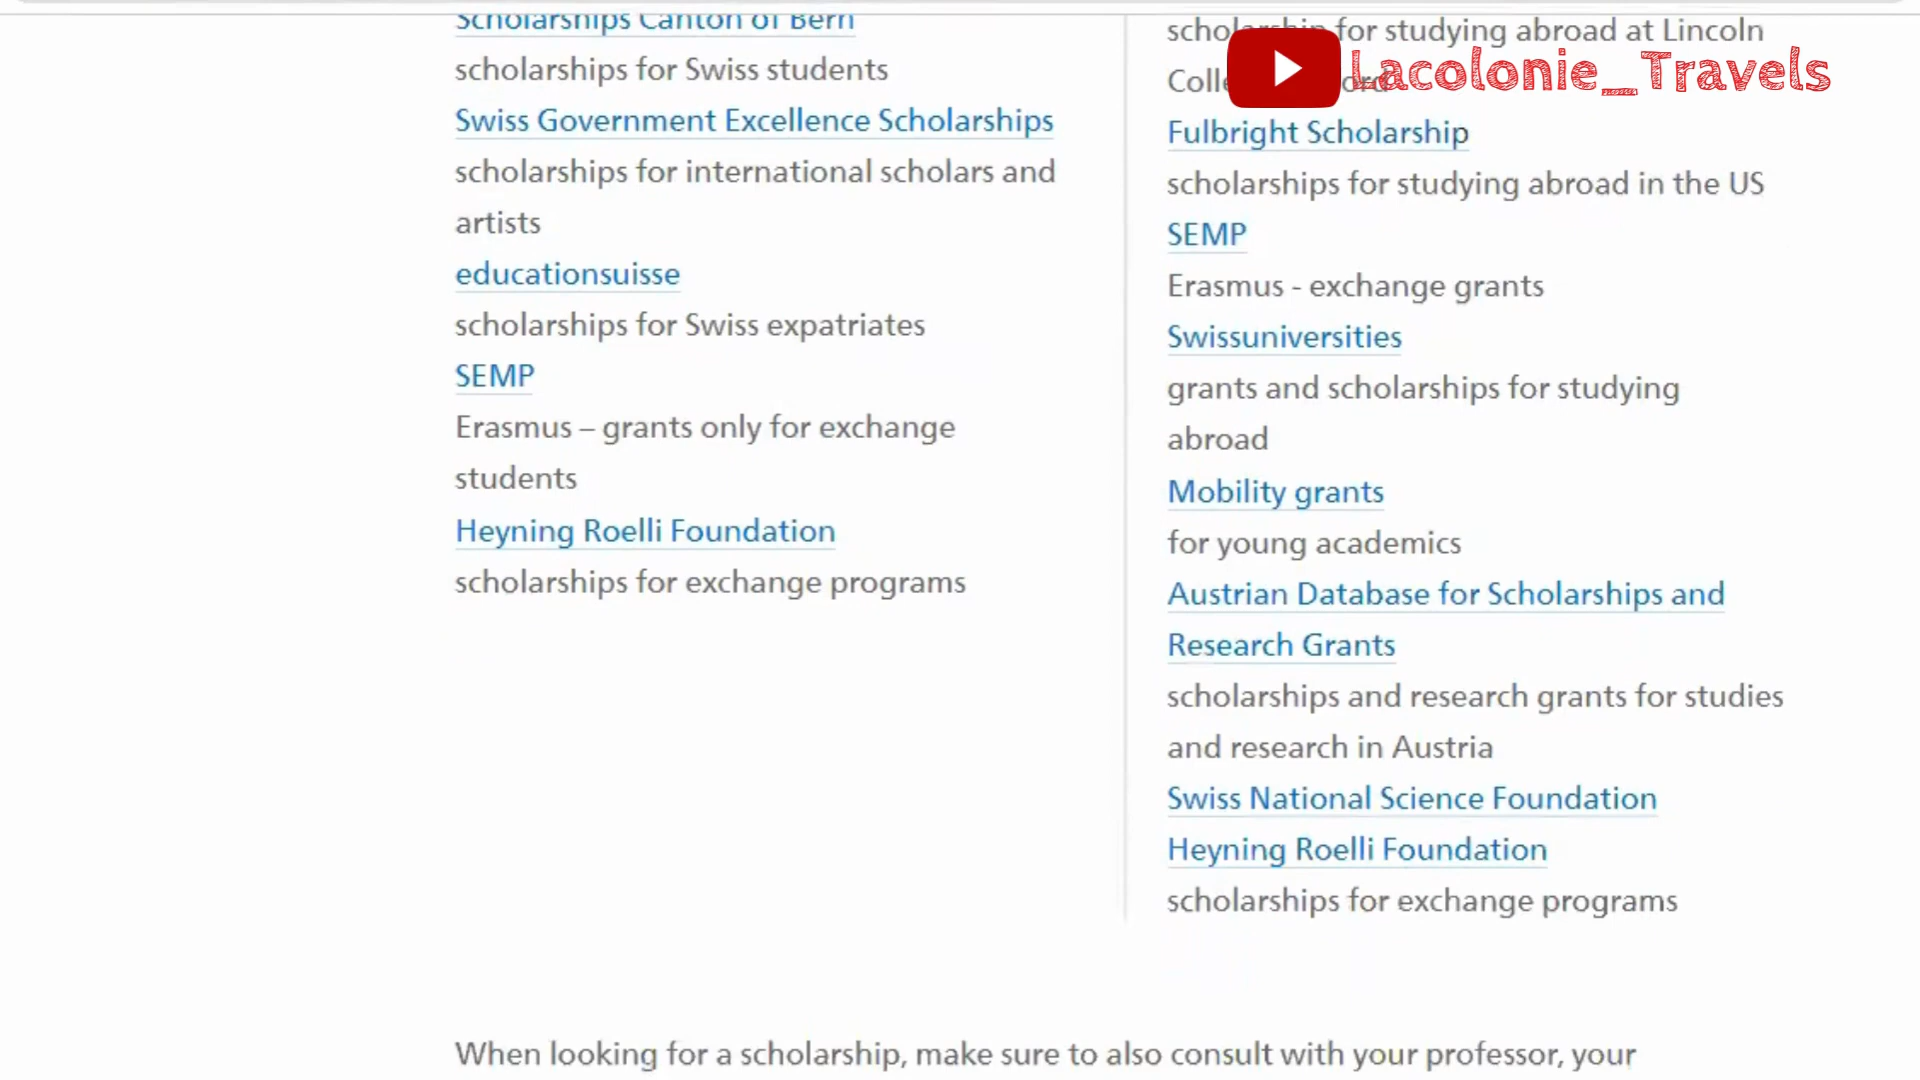 Scholarships Canton of Bern
scholarships for Swiss students
Swiss Government Excellence Scholarships
scholarships for international scholars and
artists
educationsuisse
scholarships for Swiss expatriates
SEMP
Erasmus – grants only for exchange
students
Heyning Roelli Foundation
scholarships for exchange programs
scholarship for studying abroad at Lincoln
Lacolonie_Travels
Fulbright Scholarship
scholarships for studying abroad in the US
SEMP
Erasmus - exchange grants
Swissuniversities
grants and scholarships for studying
abroad
Mobility grants
for young academics
Austrian Database for Scholarships and
Research Grants
scholarships and research grants for studies
and research in Austria
Swiss National Science Foundation
Heyning Roelli Foundation
scholarships for exchange programs
When looking for a scholarship, make sure to also consult with your professor, your